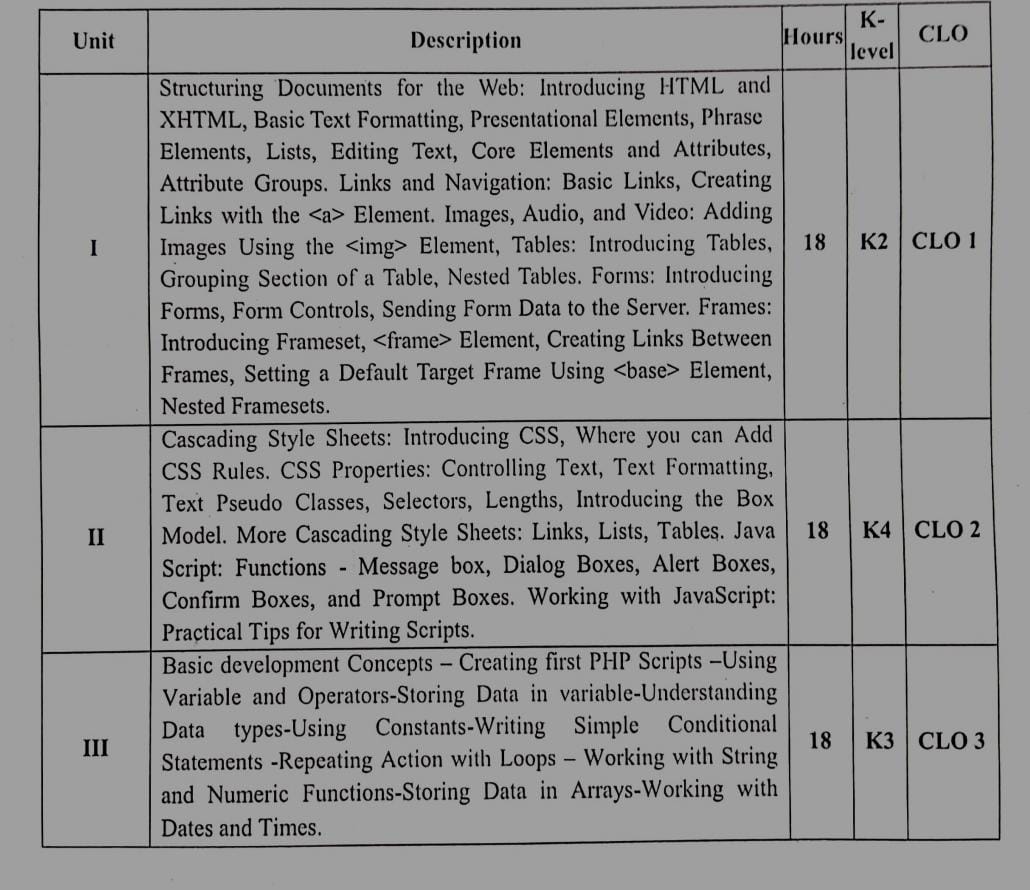 Unit Description Hours K-level CLO
Structuring Documents for the Web: Introducing HTML and
XHTML, Basic Text Formatting, Presentational Elements, Phrase
Elements, Lists, Editing Text, Core Elements and Attributes,
Attribute Groups. Links and Navigation: Basic Links, Creating
Links with the <a> Element. Images, Audio, and Video: Adding
I Images Using the <img> Element, Tables: Introducing Tables, 18 K2 CLO 1
Grouping Section of a Table, Nested Tables. Forms: Introducing
Forms, Form Controls, Sending Form Data to the Server. Frames:
Introducing Frameset, <frame> Element, Creating Links Between
Frames, Setting a Default Target Frame Using <base> Element,
Nested Framesets.
Cascading Style Sheets: Introducing CSS, Where you can Add
CSS Rules. CSS Properties: Controlling Text, Text Formatting,
Text Pseudo Classes, Selectors, Lengths, Introducing the Box
II Model. More Cascading Style Sheets: Links, Lists, Tables. Java 18 K4 CLO 2
Script: Functions - Message box, Dialog Boxes, Alert Boxes,
Confirm Boxes, and Prompt Boxes. Working with JavaScript:
Practical Tips for Writing Scripts.
Basic development Concepts – Creating first PHP Scripts –Using
Variable and Operators-Storing Data in variable-Understanding
Data types-Using Constants-Writing Simple Conditional
III Statements -Repeating Action with Loops – Working with String 18 K3 CLO 3
and Numeric Functions-Storing Data in Arrays-Working with
Dates and Times.